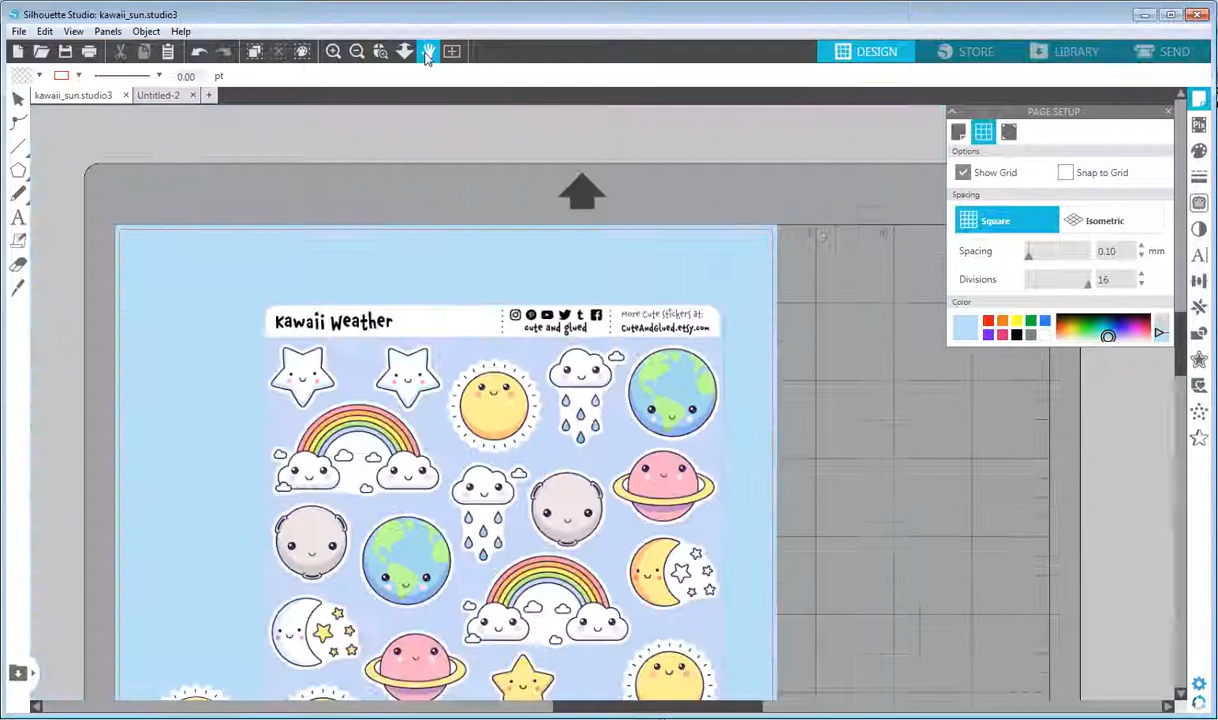 Silhouette Studio: kawaii_sun.studio3
File Edit View Panels Object Help
DESIGN STORE LIBRARY SEND
0.00 pt
kawaii_sun.studio3 Untitled-2
PAGE SETUP
Options
Show Grid Snap to Grid
Spacing
Square Isometric
Spacing 0.10 mm
Divisions 16
Color
Kawaii Weather
cute and glued
More Cute Stickers at:
CuteAndGlued.etsy.com